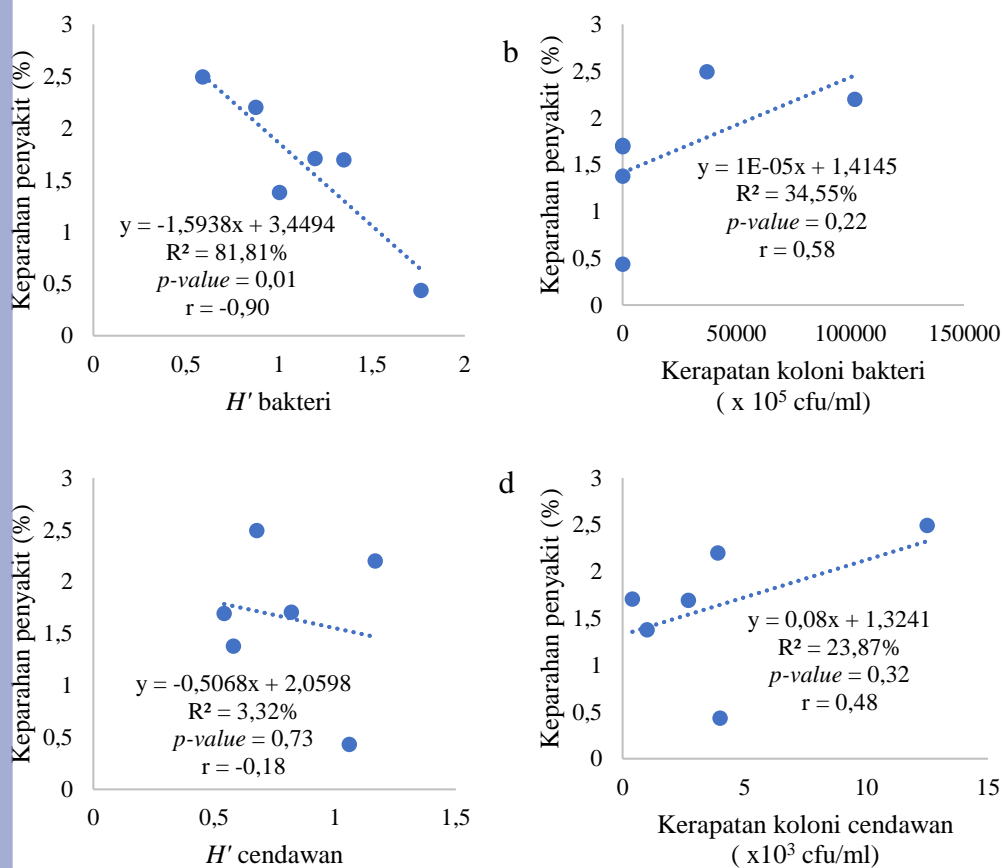 Keparahan penyakit (%)
3
2,5
2
1,5
1
0,5
0
y = -1,5938x + 3,4494
R² = 81,81%
p-value = 0,01
r = -0,90
0 0,5 1 1,5 2
H' bakteri
b
Keparahan penyakit (%)
3
2,5
2
1,5
1
0,5
0
y = 1E-05x + 1,4145
R² = 34,55%
p-value = 0,22
r = 0,58
0 50000 100000 150000
Kerapatan koloni bakteri
( x 10⁵ cfu/ml)
Keparahan penyakit (%)
3
2,5
2
1,5
1
0,5
0
y = -0,5068x + 2,0598
R² = 3,32%
p-value = 0,73
r = -0,18
0 0,5 1 1,5
H' cendawan
d
Keparahan penyakit (%)
3
2,5
2
1,5
1
0,5
0
y = 0,08x + 1,3241
R² = 23,87%
p-value = 0,32
r = 0,48
0 5 10 15
Kerapatan koloni cendawan
( x10³ cfu/ml)